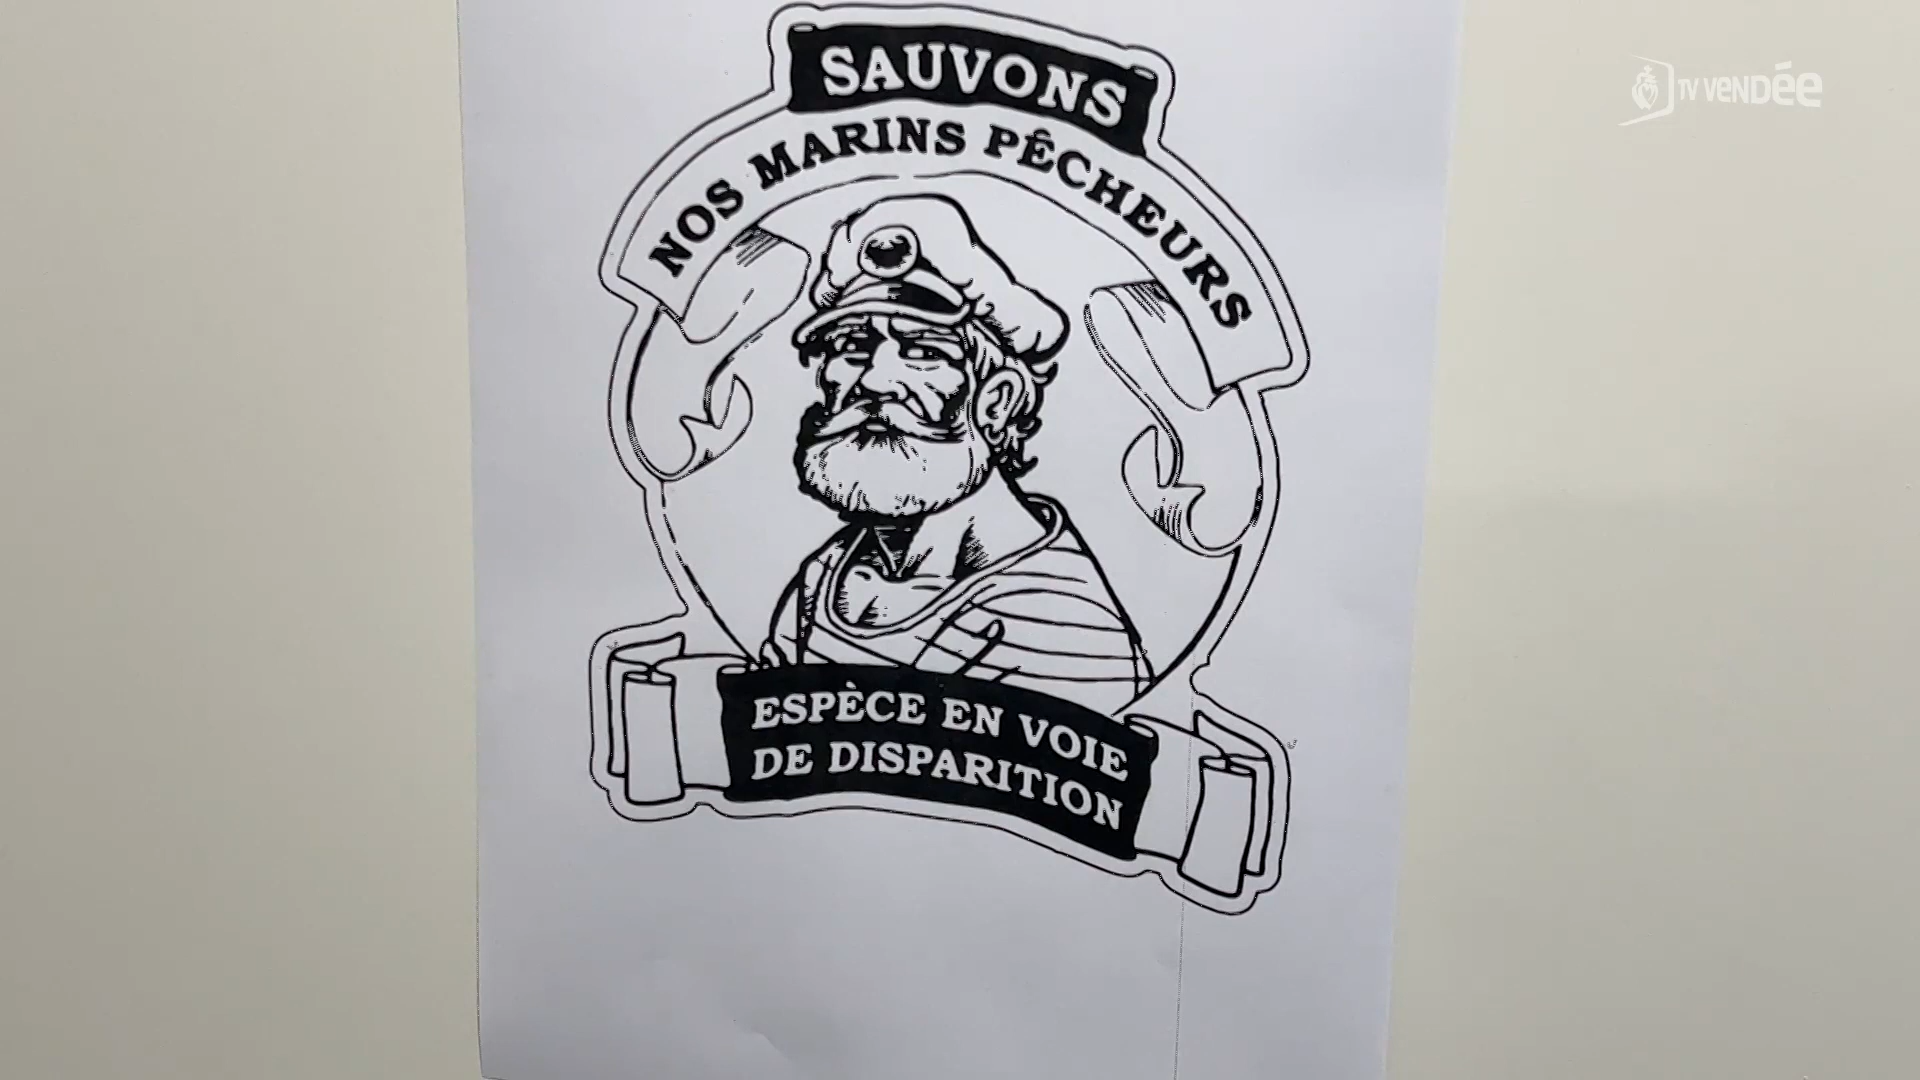 SAUVONS
NOS MARINS PÊCHEURS
ESPÈCE EN VOIE
DE DISPARITION
TV VENDÉE